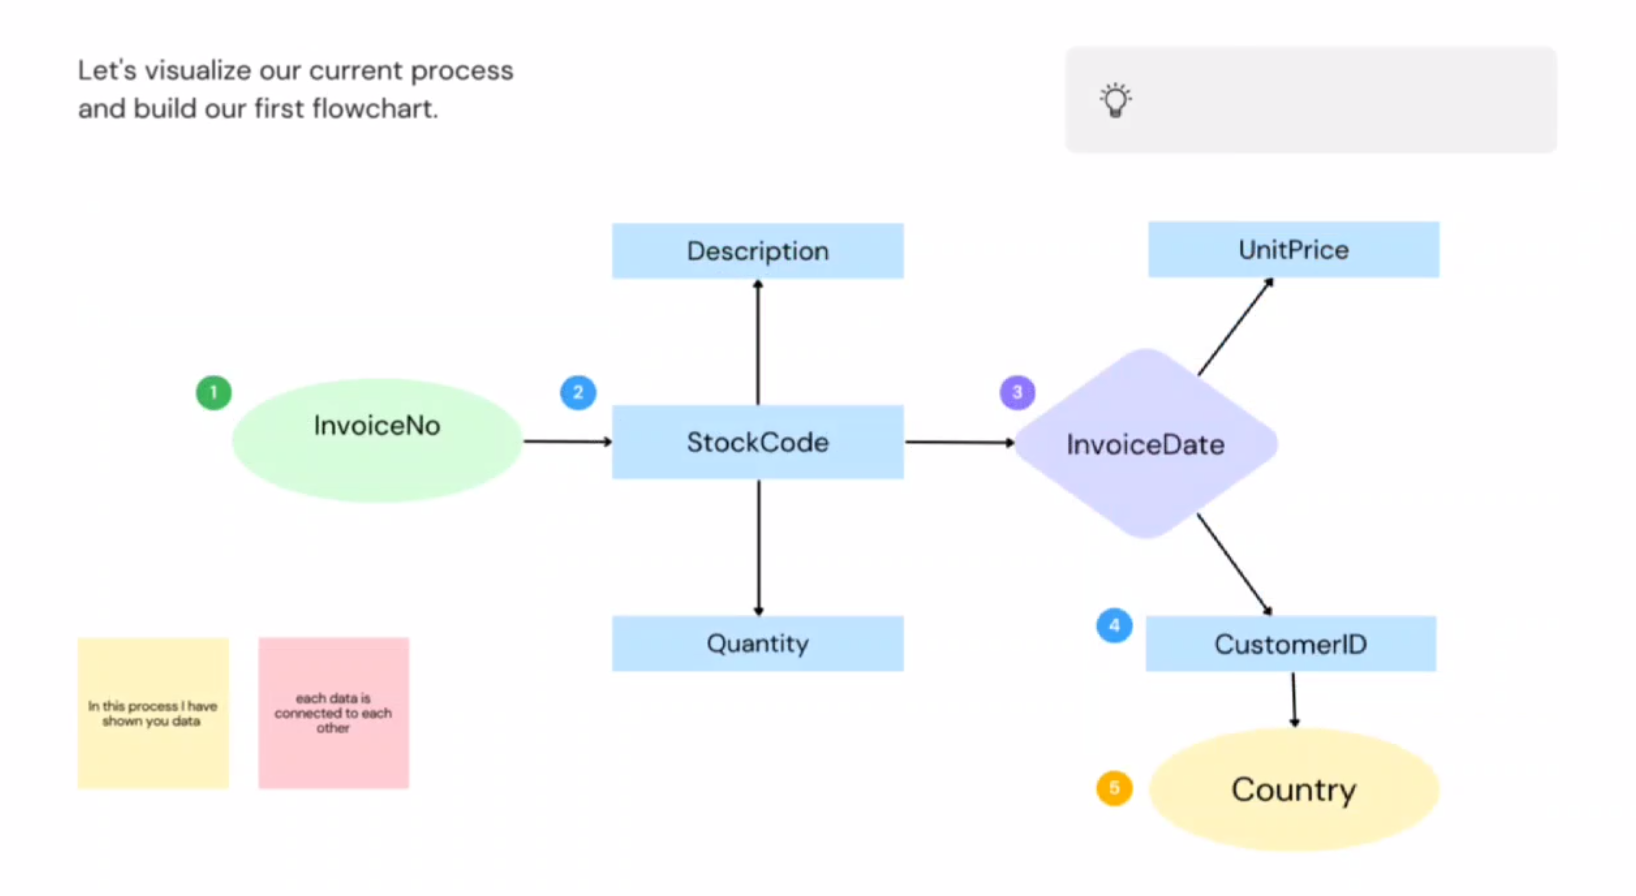 Let's visualize our current process
and build our first flowchart.
Description
UnitPrice
1
InvoiceNo
2
StockCode
3
InvoiceDate
Quantity
4
CustomerID
In this process I have
shown you data
each data is
connected to each
other
5
Country